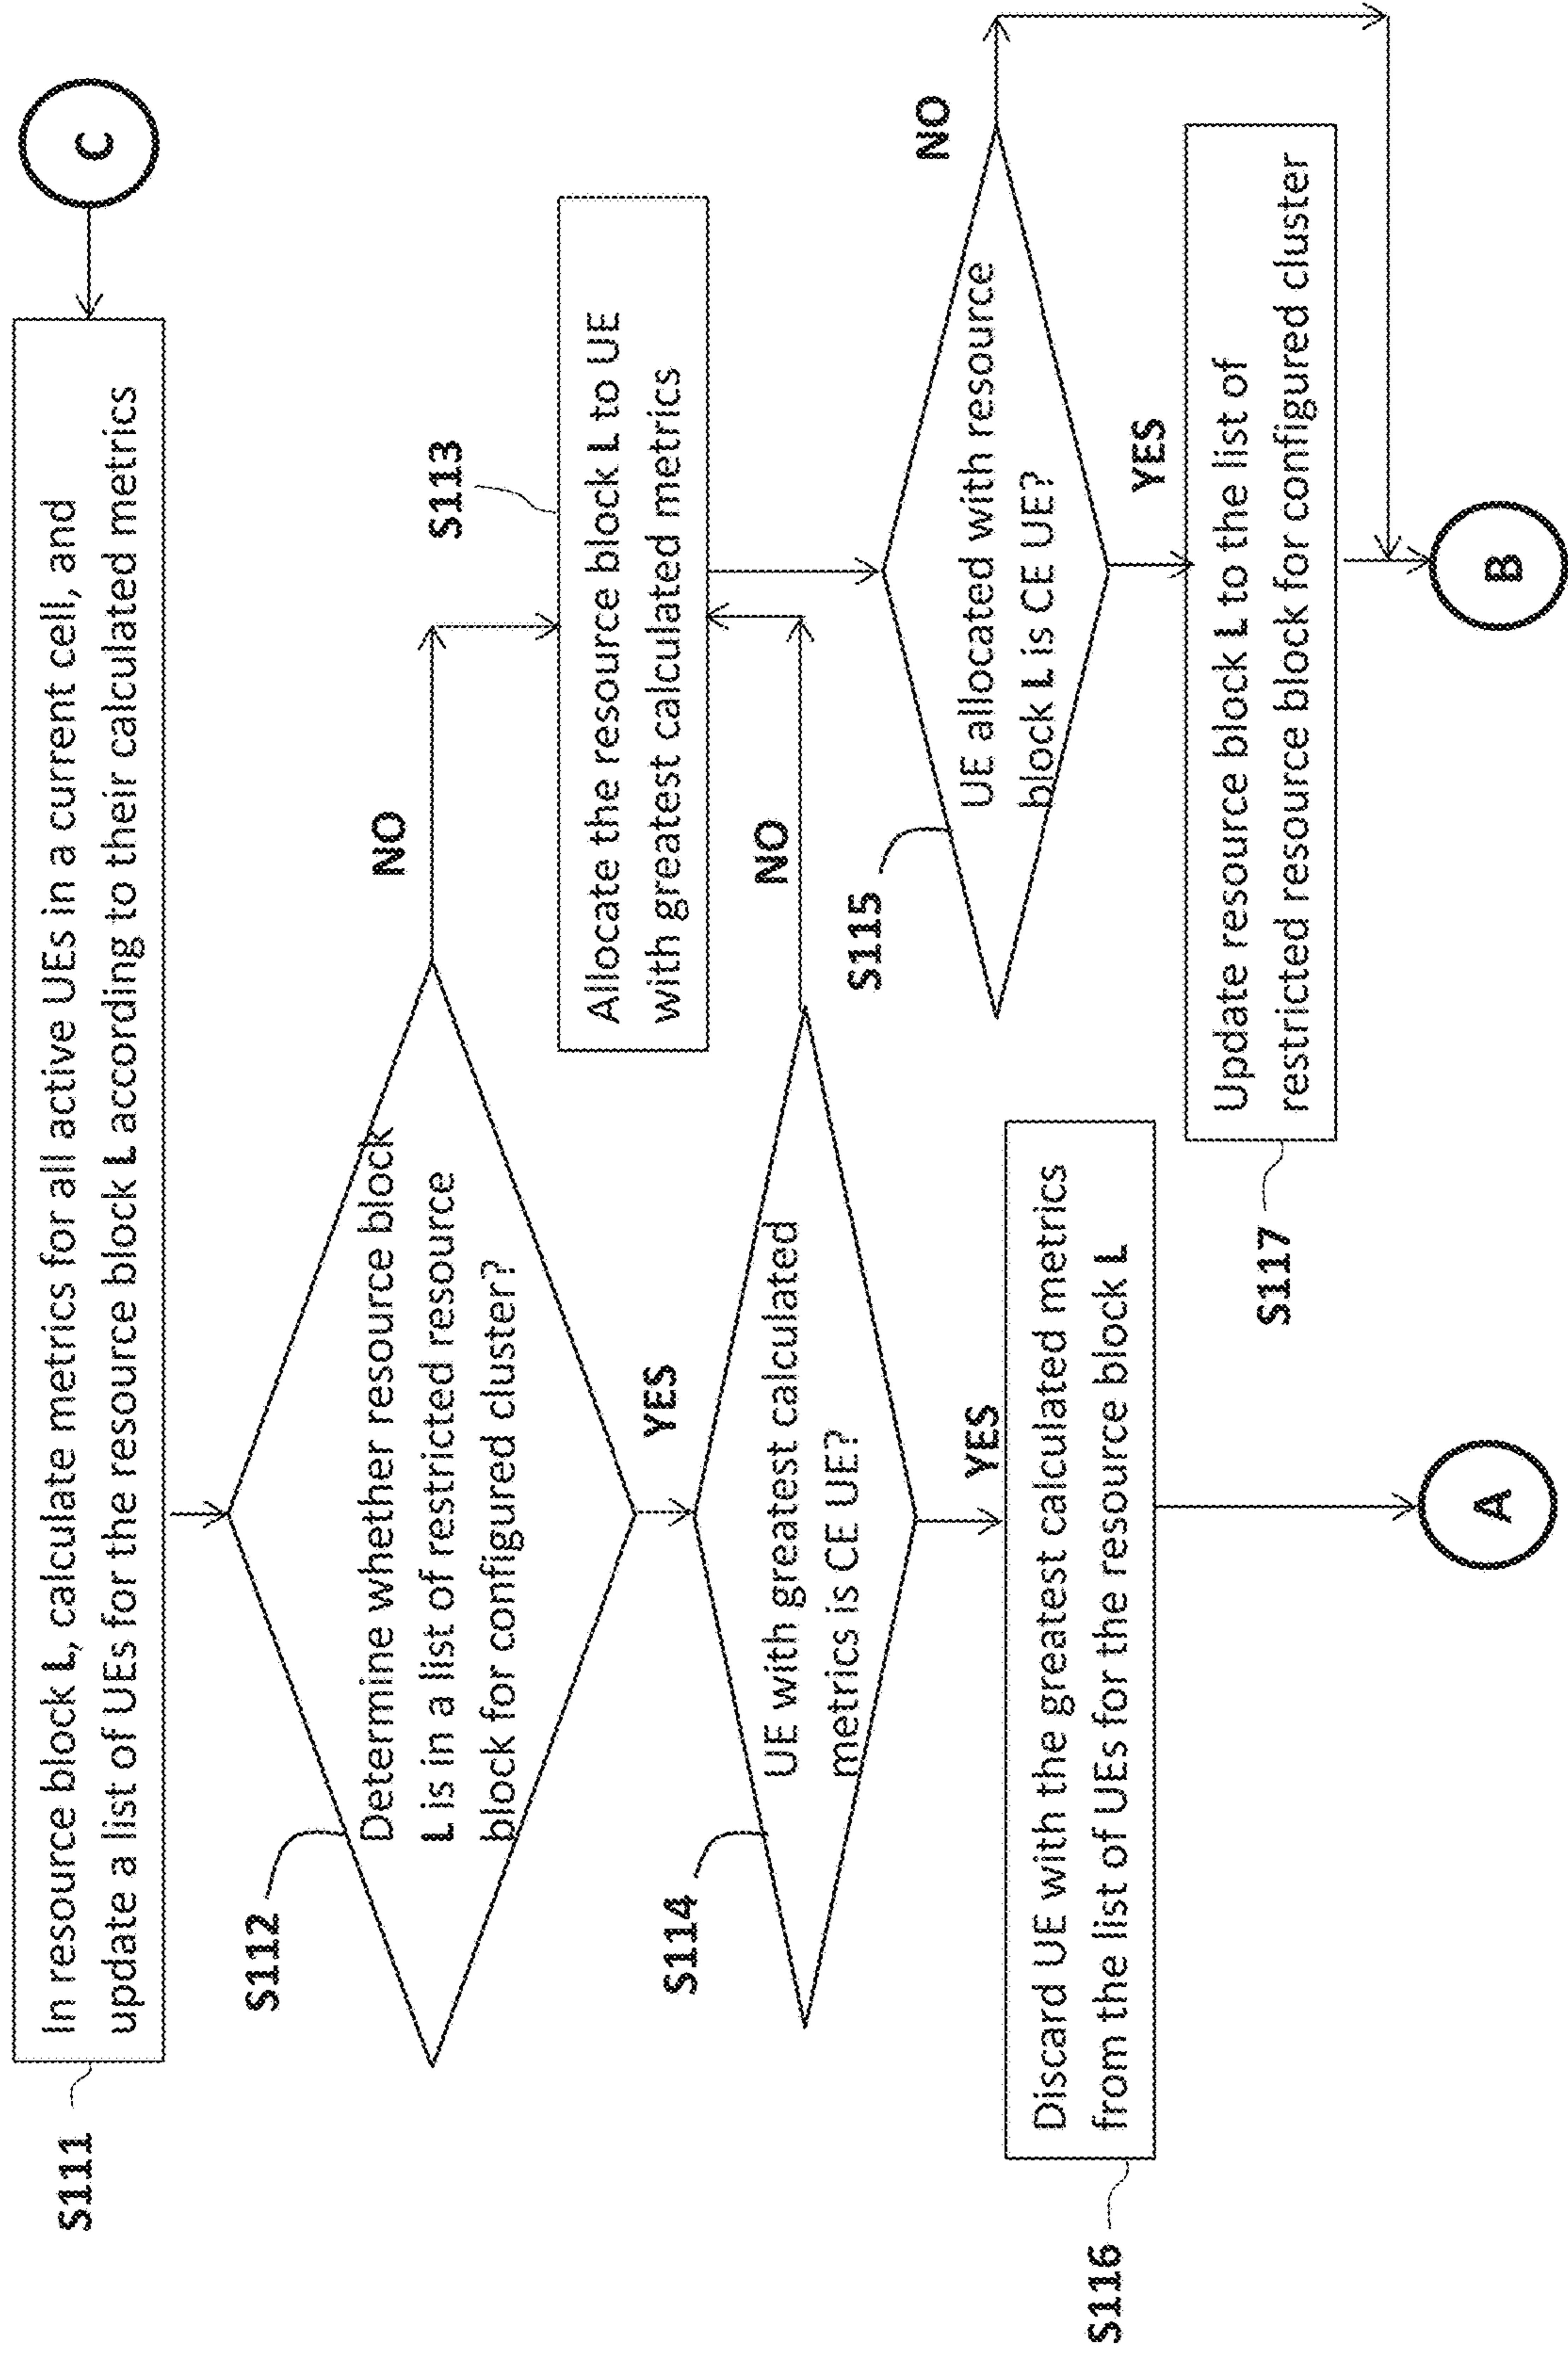 C
S111
In resource block L, calculate metrics for all active UEs in a current cell, and
update a list of UEs for the resource block L according to their calculated metrics
S112
Determine whether resource block
L is in a list of restricted resource
block for configured cluster?
NO
YES
S113
Allocate the resource block L to UE
with greatest calculated metrics
S114
UE with greatest calculated
metrics is CE UE?
NO
YES
S115
UE allocated with resource
block L is CE UE?
NO
YES
S116
Discard UE with the greatest calculated metrics
from the list of UEs for the resource block L
S117
Update resource block L to the list of
restricted resource block for configured cluster
A
B